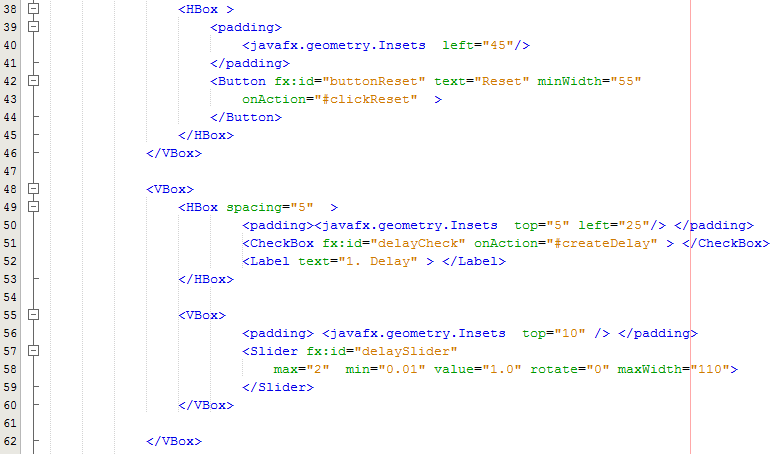 38 <HBox >
39 <padding>
40 <javafx.geometry.Insets  left="45"/>
41 </padding>
42 <Button fx:id="buttonReset" text="Reset" minWidth="55"
43 onAction="#clickReset"  >
44 </Button>
45 </HBox>
46 </VBox>
47
48 <VBox>
49 <HBox spacing="5"  >
50 <padding><javafx.geometry.Insets  top="5" left="25"/> </padding>
51 <CheckBox fx:id="delayCheck" onAction="#createDelay" > </CheckBox>
52 <Label text="1. Delay" > </Label>
53 </HBox>
54
55 <VBox>
56 <padding> <javafx.geometry.Insets  top="10" /> </padding>
57 <Slider fx:id="delaySlider"
58 max="2"  min="0.01" value="1.0" rotate="0" maxWidth="110">
59 </Slider>
60 </VBox>
61
62 </VBox>